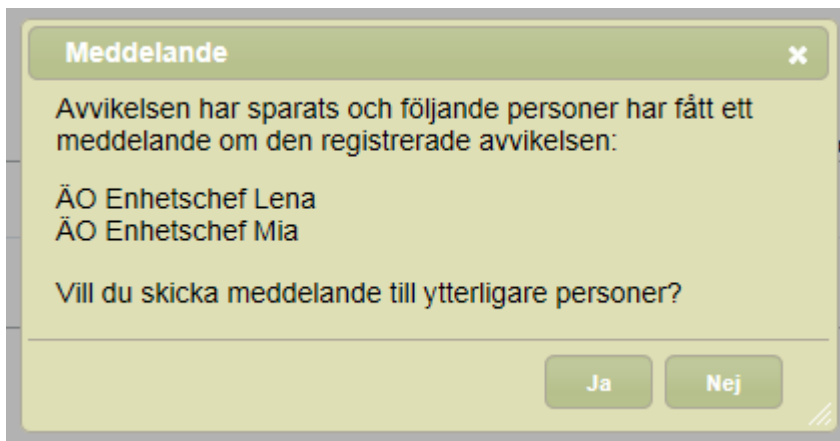 Meddelande
Avvikelsen har sparats och följande personer har fått ett
meddelande om den registrerade avvikelsen:
ÄO Enhetschef Lena
ÄO Enhetschef Mia
Vill du skicka meddelande till ytterligare personer?
Ja
Nej